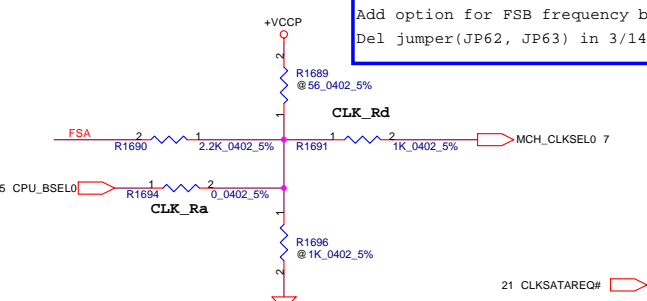 Add option for FSB frequency b
Del jumper(JP62, JP63) in 3/14
+VCCP
2
R1689
@56_0402_5%
1
CLK_Rd
FSA
2 1
1 2
MCH_CLKSEL0 7
R1690
2.2K_0402_5%
R1691
1K_0402_5%
5 CPU_BSEL0
1 2
R1694
0_0402_5%
CLK_Ra
1
R1696
@1K_0402_5%
2
21 CLKSATAREQ#